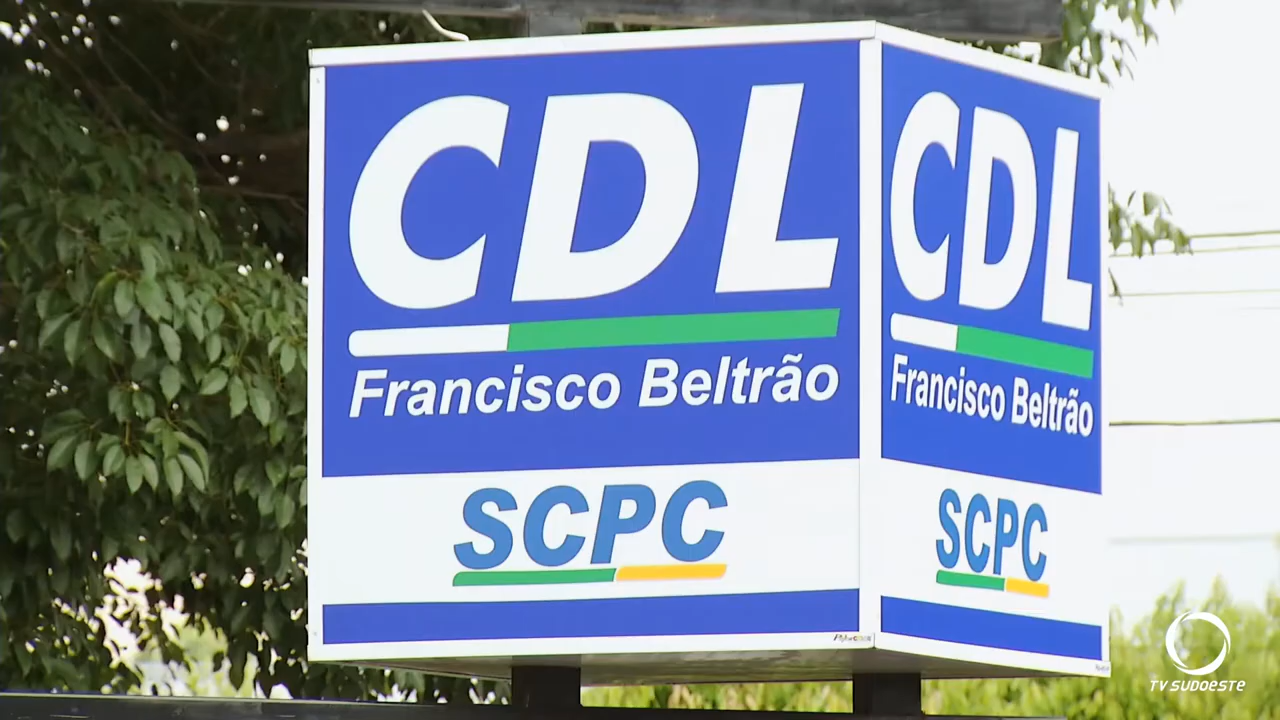 CDL
Francisco Beltrão
SCPC
CDL
Francisco Beltrão
SCPC
TV SUDOESTE